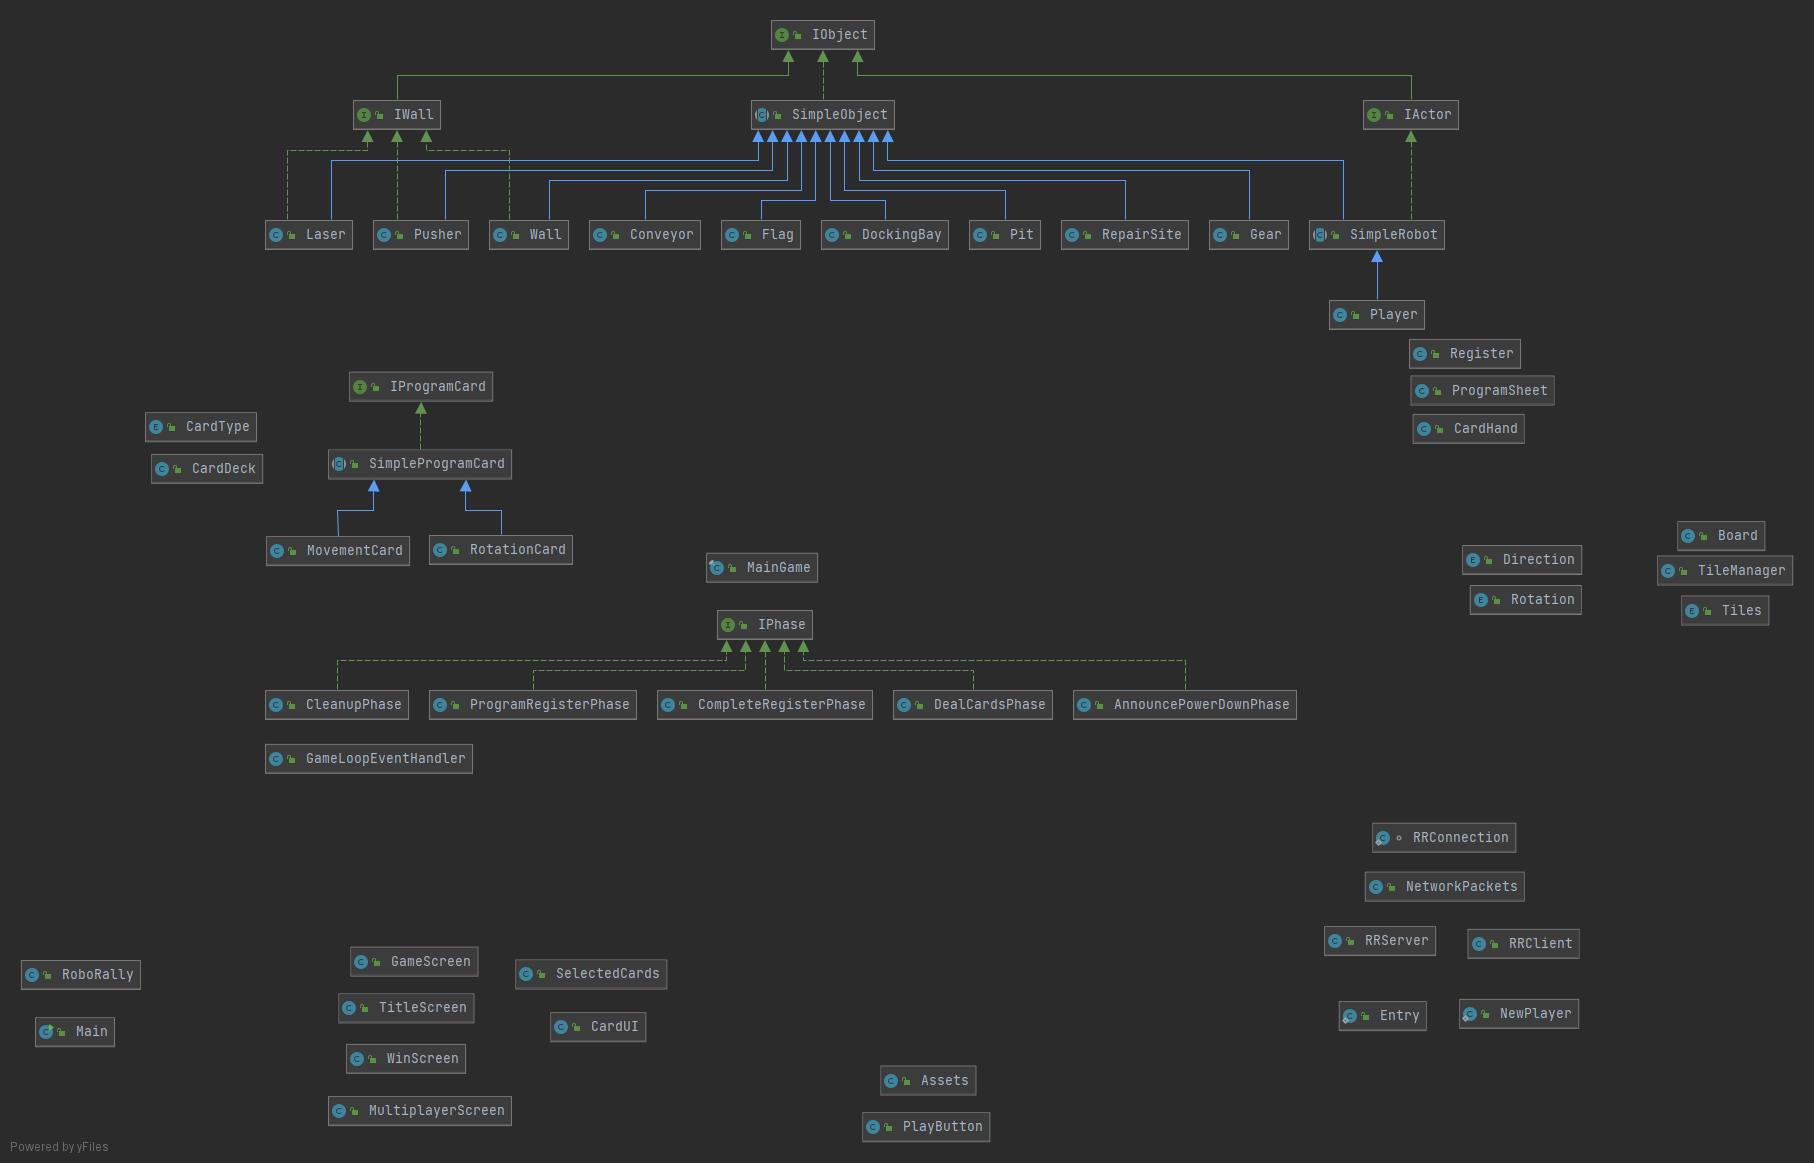 IObject
IWall
SimpleObject
IActor
Laser
Pusher
Wall
Conveyor
Flag
DockingBay
Pit
RepairSite
Gear
SimpleRobot
Player
Register
ProgramSheet
CardHand
IProgramCard
CardType
CardDeck
SimpleProgramCard
MovementCard
RotationCard
MainGame
Direction
Rotation
Board
TileManager
Tiles
IPhase
CleanupPhase
ProgramRegisterPhase
CompleteRegisterPhase
DealCardsPhase
AnnouncePowerDownPhase
GameLoopEventHandler
RRConnection
NetworkPackets
RRServer
RRClient
Entry
NewPlayer
RoboRally
Main
GameScreen
TitleScreen
WinScreen
MultiplayerScreen
SelectedCards
CardUI
Assets
PlayButton
Powered by yFiles